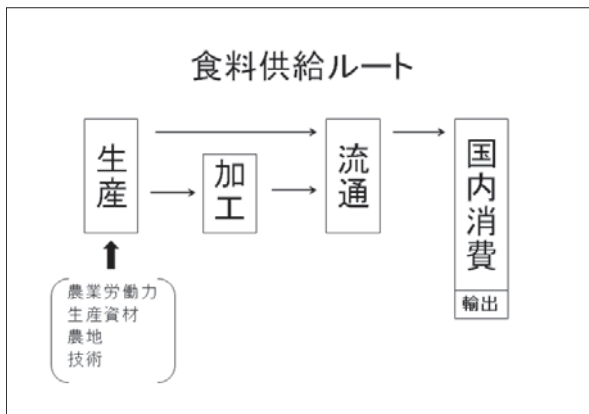 食料供給ルート
生産
加工
流通
国内消費
輸出
農業労働力
生産資材
農地
技術